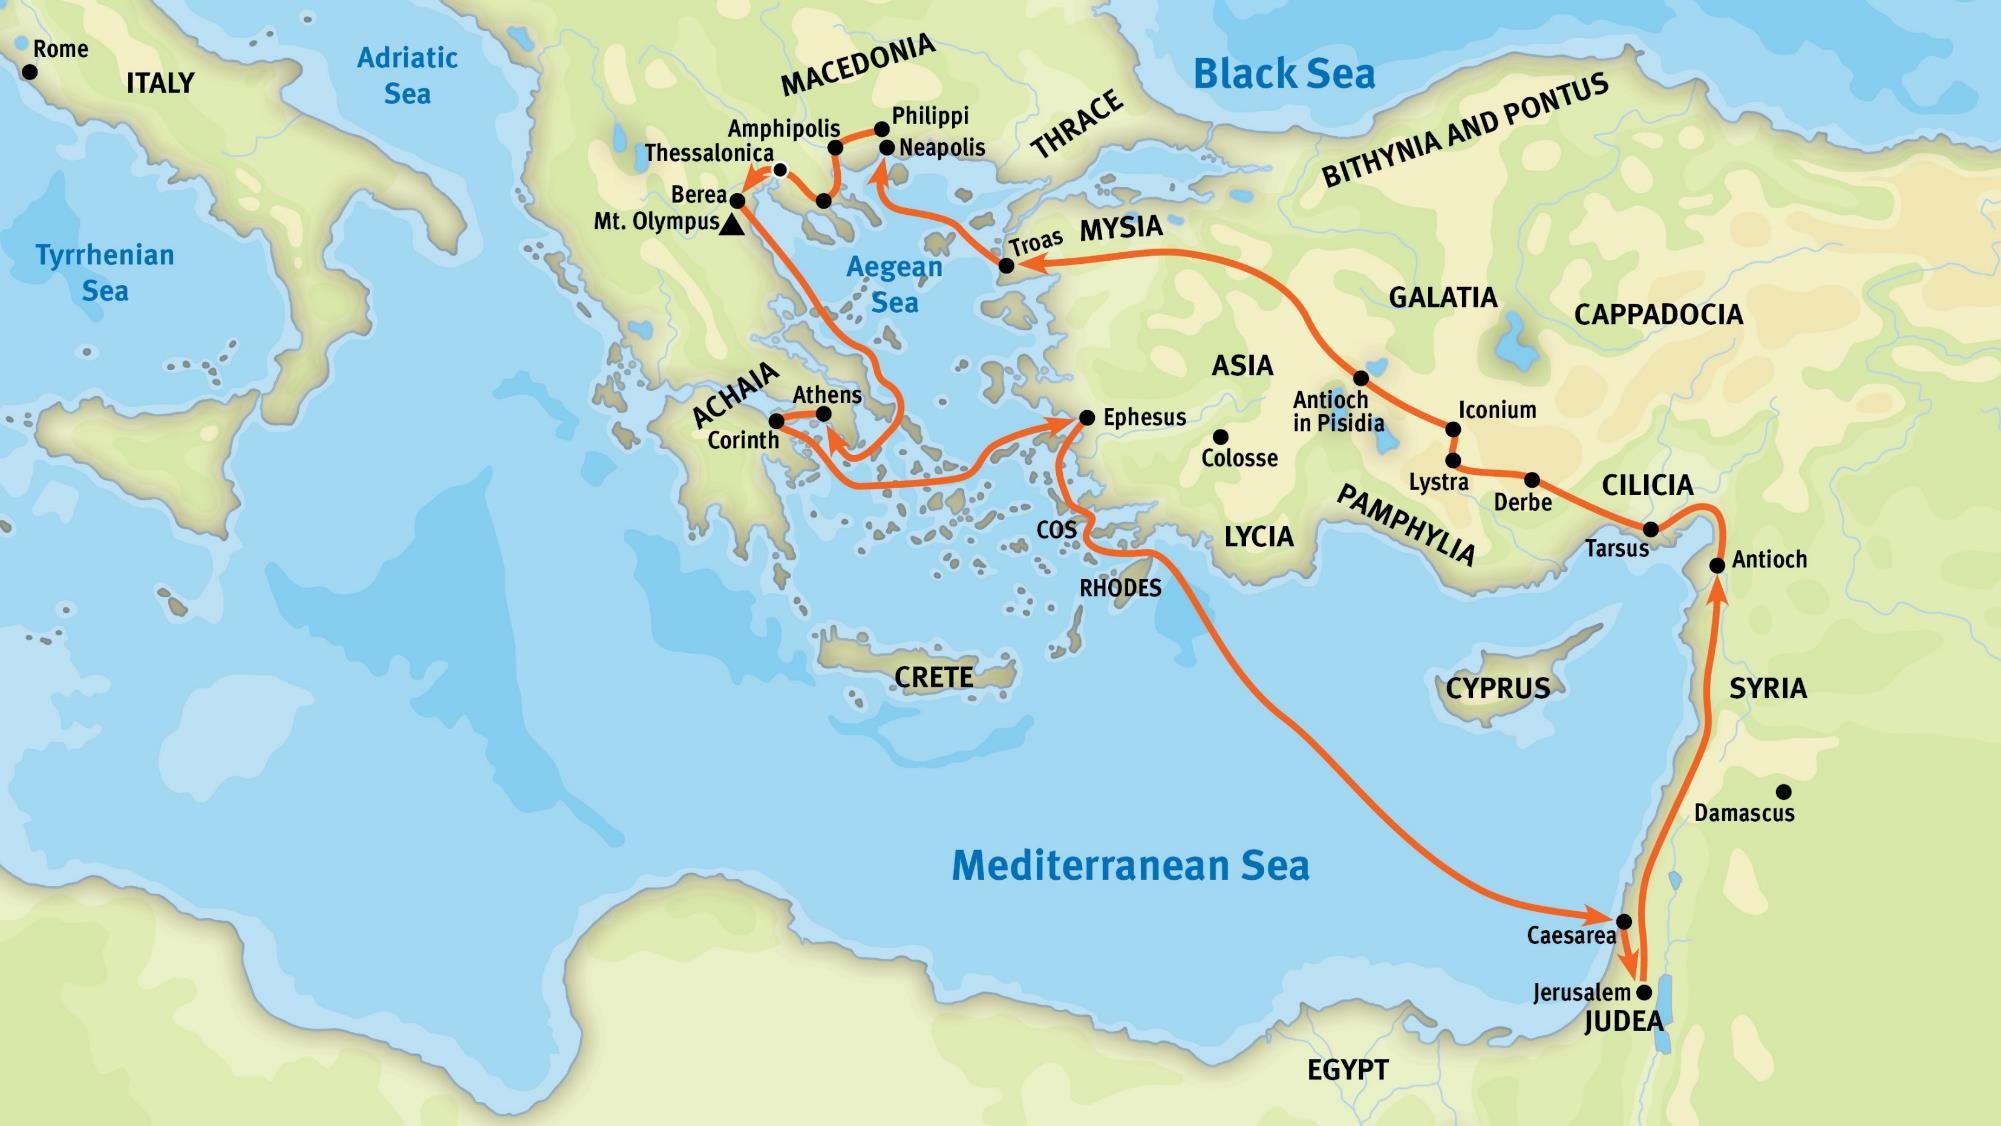 Rome
ITALY
Adriatic
Sea
MACEDONIA
Black Sea
THRACE
BITHYNIA AND PONTUS
Philippi
Amphipolis
Neapolis
Thessalonica
Berea
Mt. Olympus
Troas
MYSIA
Tyrrhenian
Sea
Aegean
Sea
GALATIA
CAPPADOCIA
ASIA
ACHAIA
Athens
Corinth
Ephesus
Antioch
in Pisidia
Iconium
Colosse
Lystra
Derbe
CILICIA
PAMPHYLIA
COS
LYCIA
Tarsus
Antioch
RHODES
CRETE
CYPRUS
SYRIA
Damascus
Mediterranean Sea
Caesarea
Jerusalem
JUDEA
EGYPT